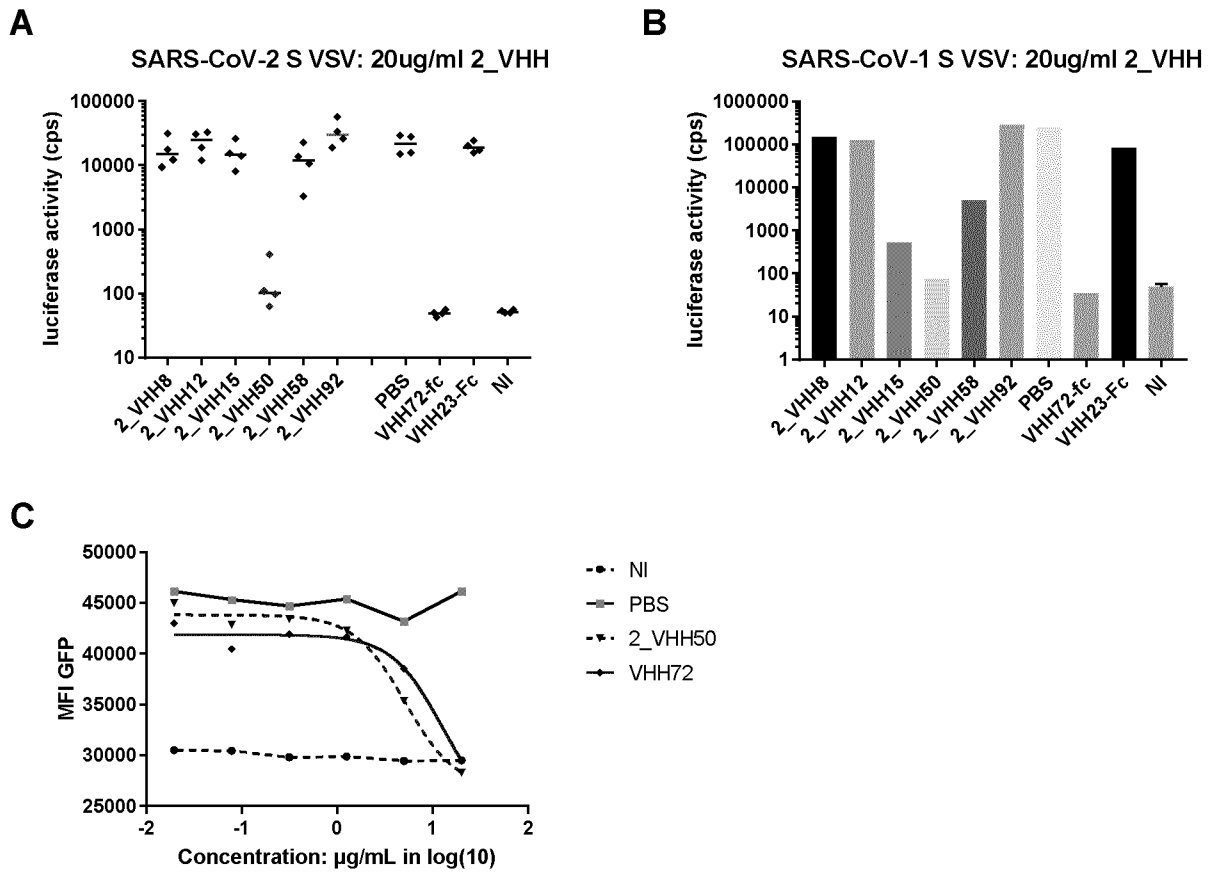 A
SARS-CoV-2 S VSV: 20ug/ml 2_VHH
luciferase activity (cps)
100000
10000
1000
100
10
2_VHH8
2_VHH12
2_VHH15
2_VHH50
2_VHH58
2_VHH92
PBS
VHH72-fc
VHH23-Fc
NI
B
SARS-CoV-1 S VSV: 20ug/ml 2_VHH
luciferase activity (cps)
1000000
100000
10000
1000
100
10
1
2_VHH8
2_VHH12
2_VHH15
2_VHH50
2_VHH58
2_VHH92
PBS
VHH72-fc
VHH23-Fc
NI
C
MFI GFP
50000
45000
40000
35000
30000
25000
-2
-1
0
1
2
Concentration: µg/mL in log(10)
NI
PBS
2_VHH50
VHH72